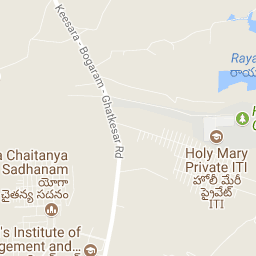 Keesara - Bogaram - Ghatkesar Rd
Raya
రాయ
H
Holy Mary
Private ITI
హోలీ మేరీ
ప్రైవేట్
ITI
a Chaitanya
Sadhanam
యోగా
చైతన్య సదనం
's Institute of
gement and...